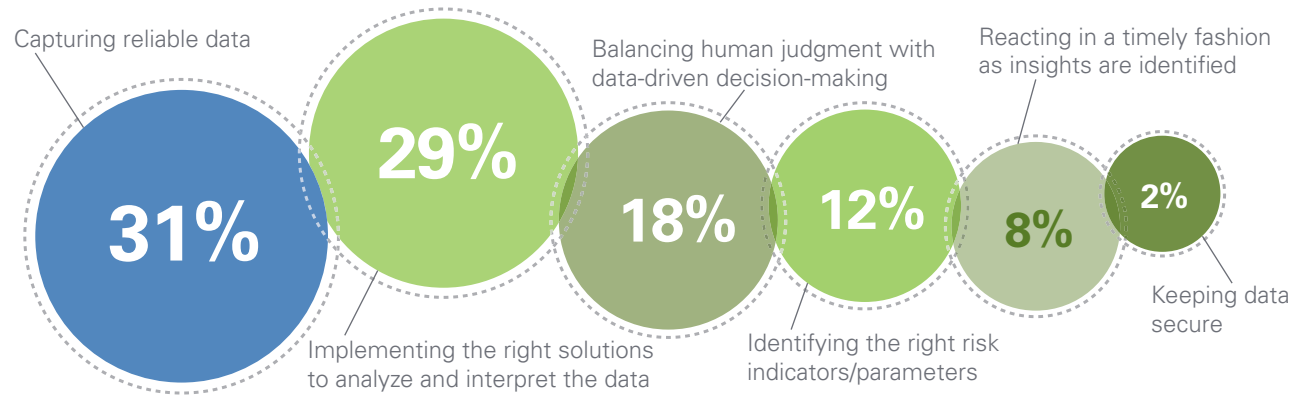 Capturing reliable data
31%
29%
Implementing the right solutions
to analyze and interpret the data
Balancing human judgment with
data-driven decision-making
18%
12%
Identifying the right risk
indicators/parameters
Reacting in a timely fashion
as insights are identified
8%
2%
Keeping data
secure